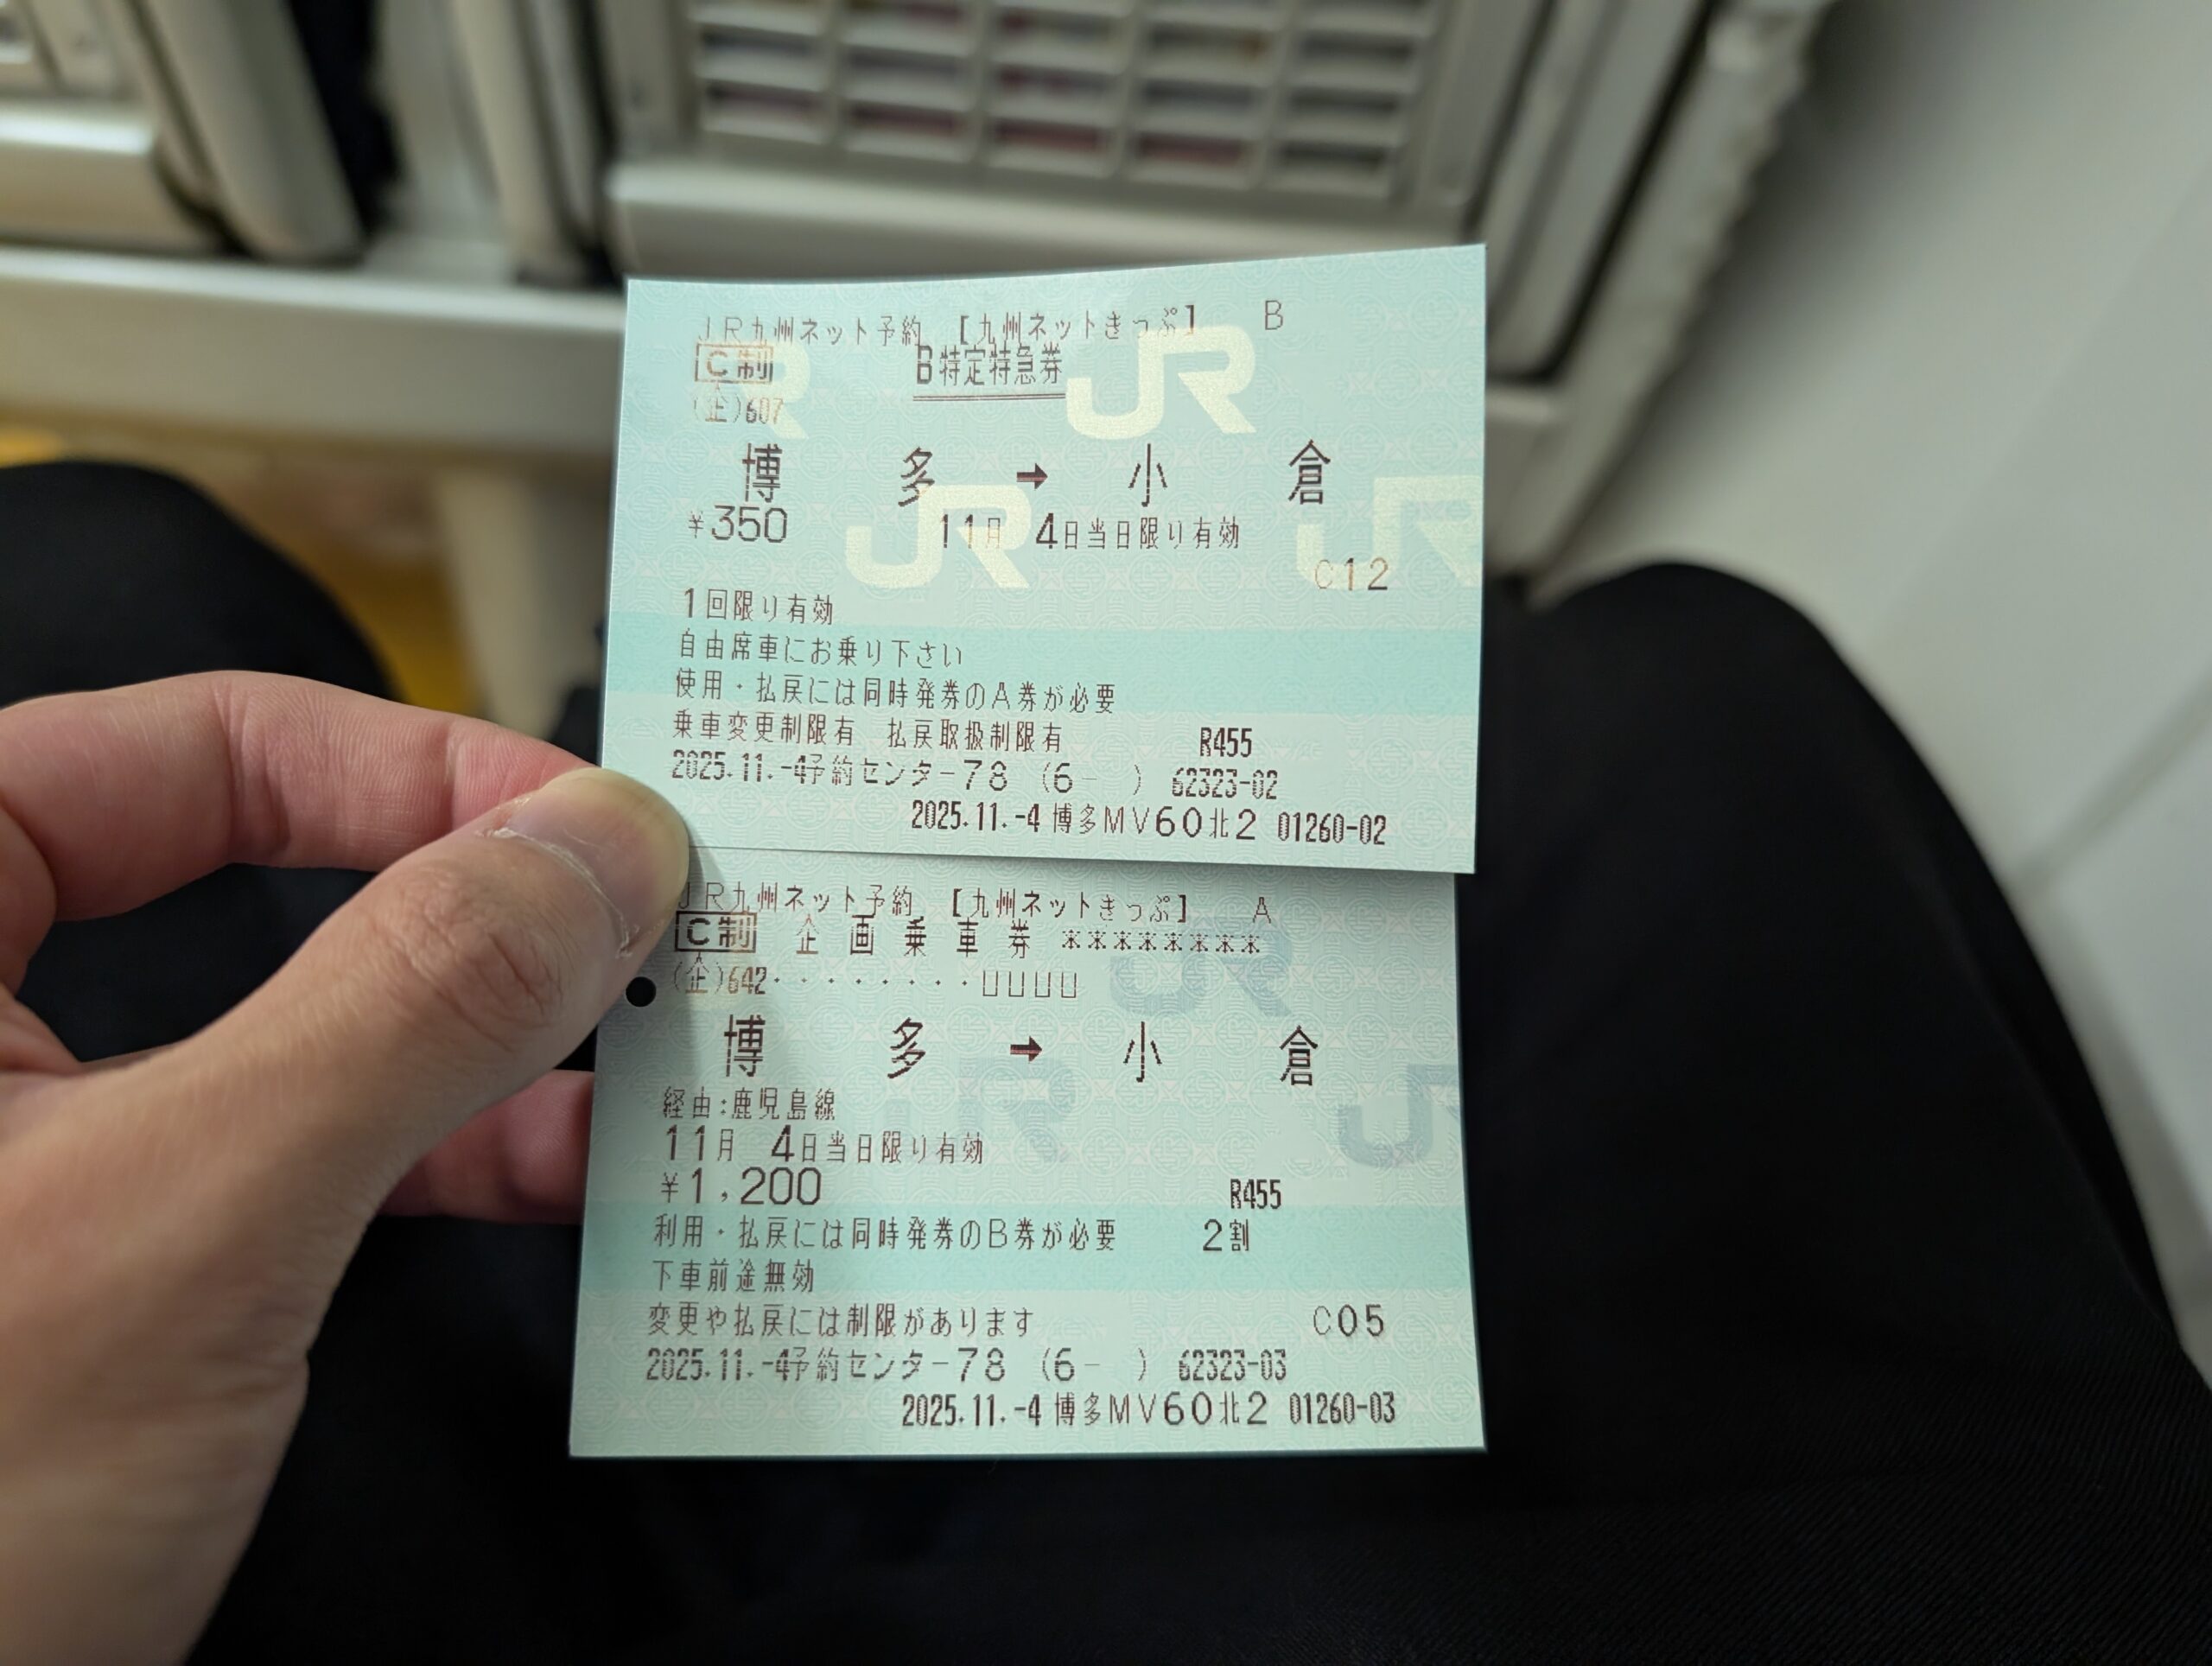 JR九州ネット予約 【九州ネットきっぷ】 B
C制 B特定特急券
(企)607
博多➡小倉
¥350 11月 4日当日限り有効
C12
1回限り有効
自由席車にお乗り下さい
使用・払戻には同時発券のA券が必要
乗車変更制限有 払戻取扱制限有 R455
2025.11.-4予約センター78 (6- ) 62323-02
2025.11.-4 博多MV60北2 01260-02
JR九州ネット予約 【九州ネットきっぷ】 A
C制 企画乗車券 ********
(企)642・・・・・・・・凵凵凵凵
博多➡小倉
経由:鹿児島線
11月 4日当日限り有効
¥1,200 R455
利用・払戻には同時発券のB券が必要 2割
下車前途無効
変更や払戻には制限があります C05
2025.11.-4予約センター78 (6- ) 62323-03
2025.11.-4 博多MV60北2 01260-03